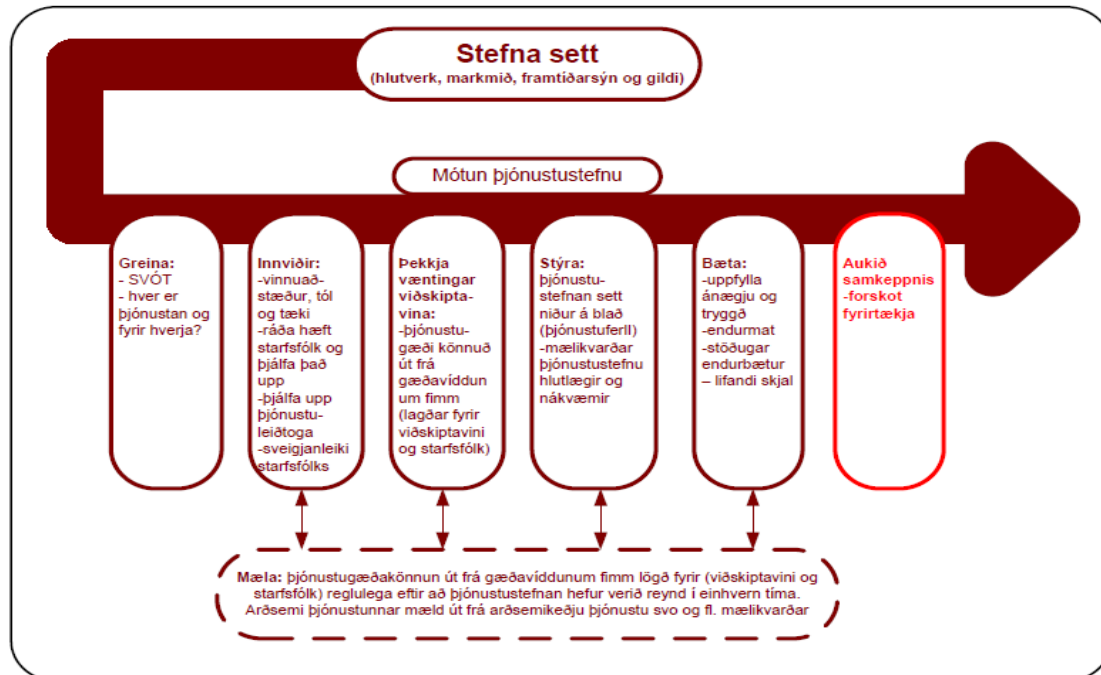 Stefna sett
(hlutverk, markmið, framtíðarsýn og gildi)
Mótun þjónustustefnu
Greina:
- SVÓT
- hver er
þjónustan og
fyrir hverja?
Innviðir:
-vinnuað-
stæður, tól
og tæki
-ráða hæft
starfsfólk og
þjálfa það
upp
-þjálfa upp
þjónustu-
leiðtoga
-sveigjanleiki
starfsfólks
Þekkja
væntingar
viðskipta-
vina:
-þjónustu-
gæði könnuð
út frá
gæðavíddun
um fimm
(lagðar fyrir
viðskiptavini
og starfsfólk)
Stýra:
þjónustu-
stefnan sett
niður á blað
(þjónustuferll)
-mælikvarðar
þjónustustefnu
hlutlægir og
nákvæmir
Bæta:
-uppfylla
ánægju og
tryggð
-endurmat
-stöðugar
endurbætur
– lifandi skjal
Aukið
samkeppnis
-forskot
fyrirtækja
Mæla: þjónustugæðakönnun út frá gæðavíddunum fimm lögð fyrir (viðskiptavini og
starfsfólk) reglulega eftir að þjónustustefnan hefur verið reynd í einhvern tíma.
Arðsemi þjónustunnar mæld út frá arðsemikeðju þjónustu svo og fl. mælikvarðar